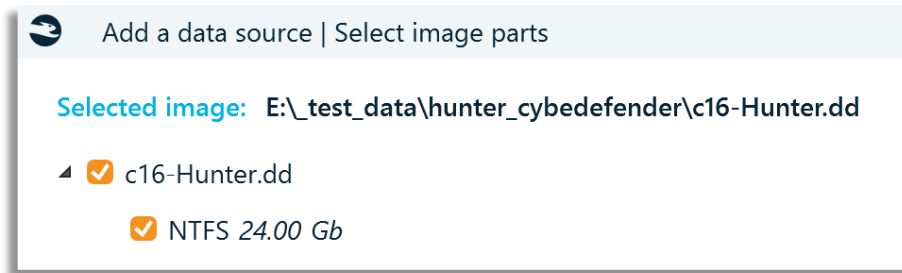 Add a data source | Select image parts
Selected image: E:\_test_data\hunter_cybedefender\c16-Hunter.dd
c16-Hunter.dd
NTFS 24.00 Gb